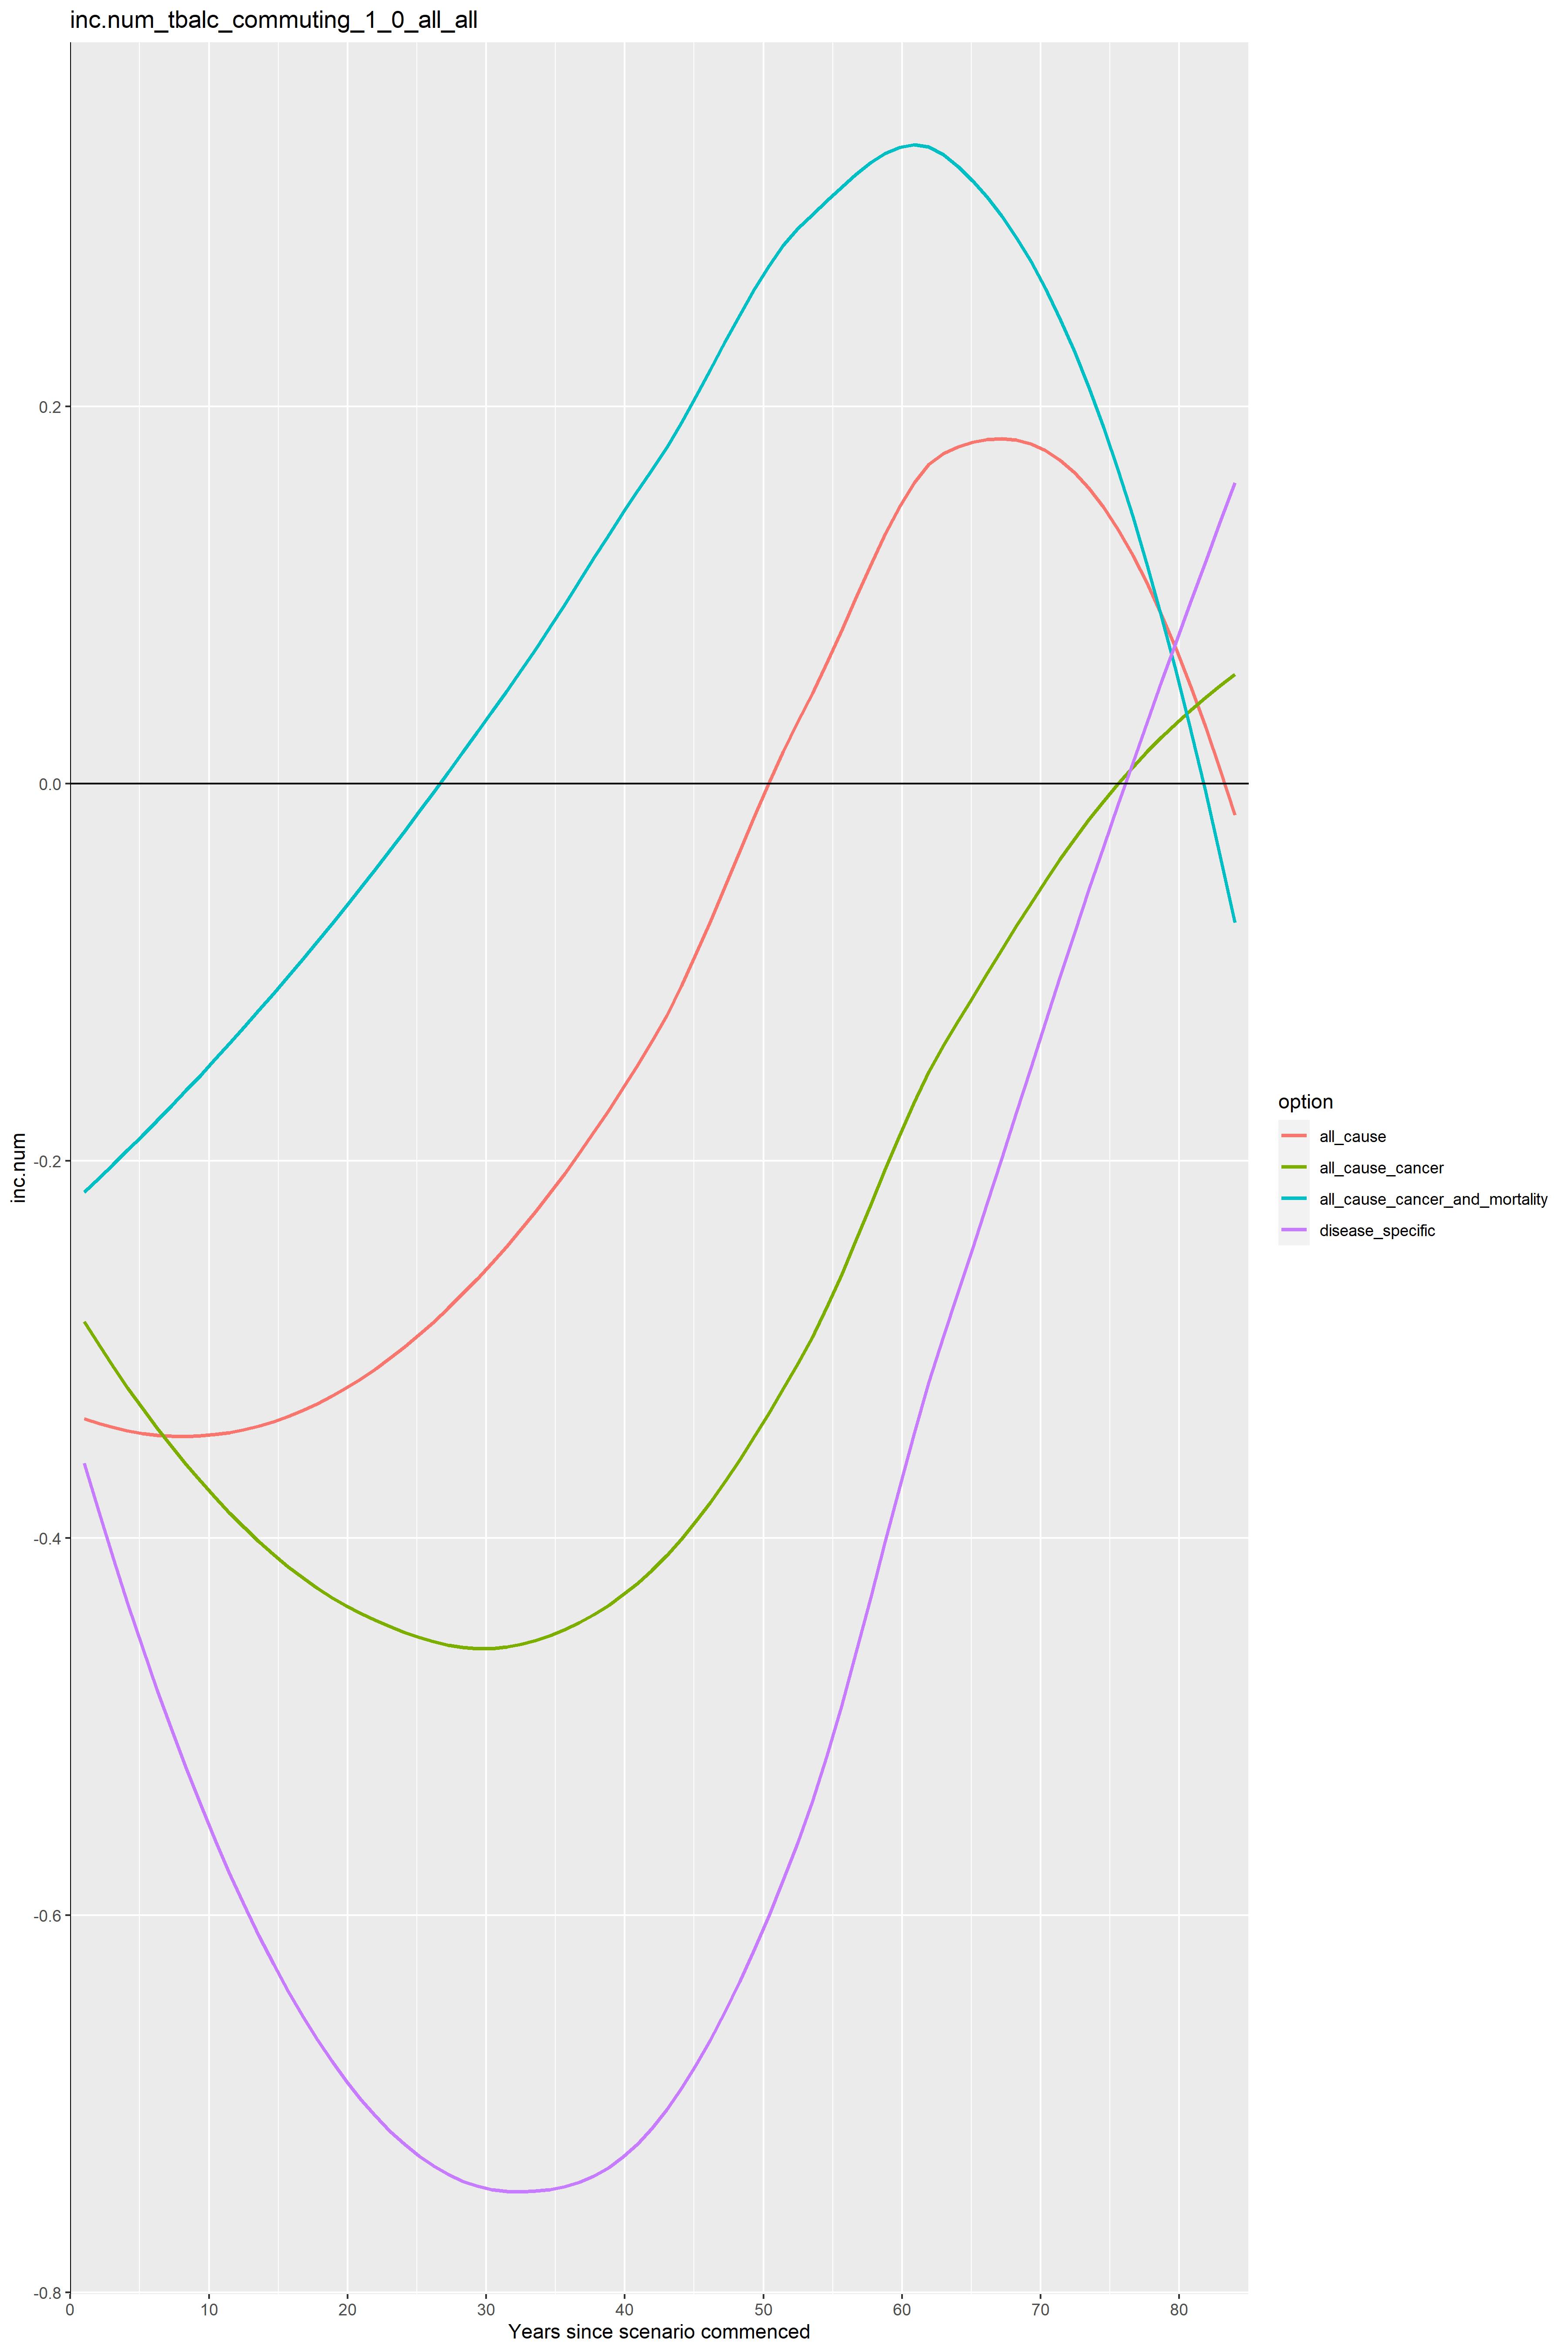 inc.num_tbalc_commuting_1_0_all_all
inc.num
0.2
0.0
-0.2
-0.4
-0.6
-0.8
0 10 20 30 40 50 60 70 80
Years since scenario commenced
option
all_cause
all_cause_cancer
all_cause_cancer_and_mortality
disease_specific